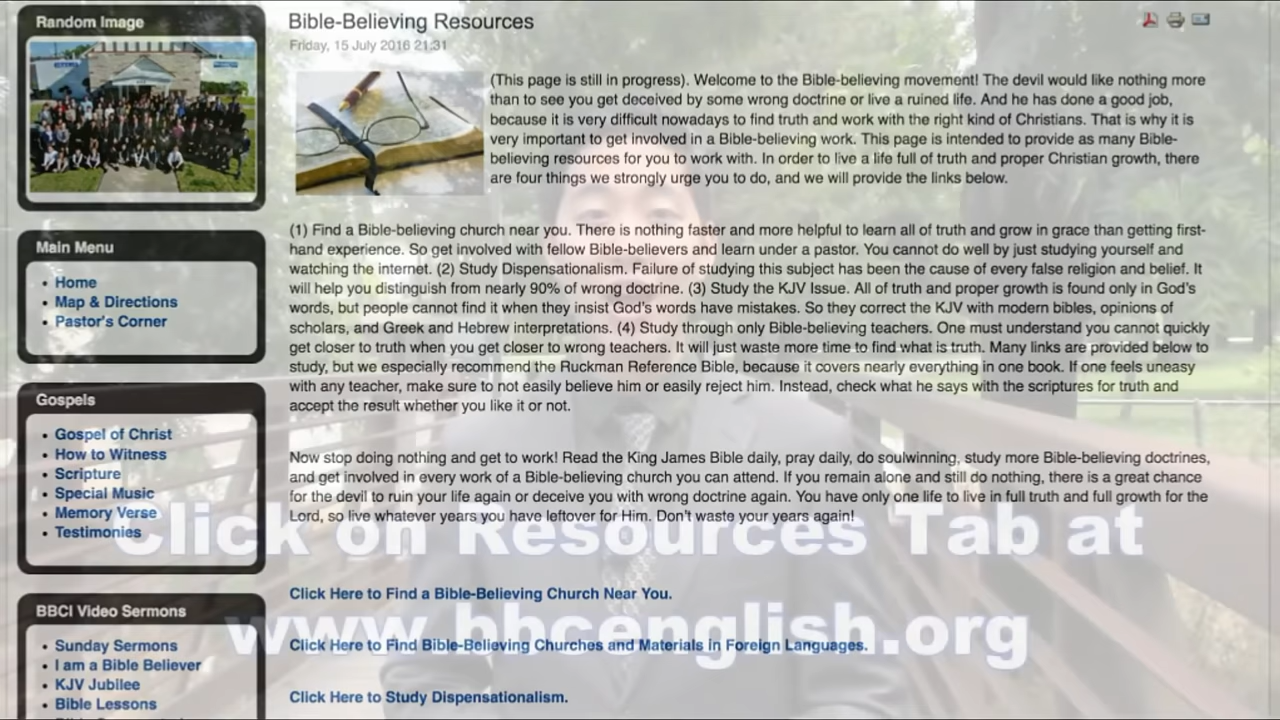 Random Image
Main Menu
Home
Map & Directions
Pastor's Corner
Gospels
Gospel of Christ
How to Witness
Scripture
Special Music
Memory Verse
Testimonies
BBCI Video Sermons
Sunday Sermons
I am a Bible Believer
KJV Jubilee
Bible Lessons
Bible-Believing Resources
Friday, 15 July 2016 21:31
(This page is still in progress). Welcome to the Bible-believing movement! The devil would like nothing more
than to see you get deceived by some wrong doctrine or live a ruined life. And he has done a good job,
because it is very difficult nowadays to find truth and work with the right kind of Christians. That is why it is
very important to get involved in a Bible-believing work. This page is intended to provide as many Bible-
believing resources for you to work with. In order to live a life full of truth and proper Christian growth, there
are four things we strongly urge you to do, and we will provide the links below.
(1) Find a Bible-believing church near you. There is nothing faster and more helpful to learn all of truth and grow in grace than getting first-
hand experience. So get involved with fellow Bible-believers and learn under a pastor. You cannot do well by just studying yourself and
watching the internet. (2) Study Dispensationalism. Failure of studying this subject has been the cause of every false religion and belief. It
will help you distinguish from nearly 90% of wrong doctrine. (3) Study the KJV Issue. All of truth and proper growth is found only in God's
words, but people cannot find it when they insist God's words have mistakes. So they correct the KJV with modern bibles, opinions of
scholars, and Greek and Hebrew interpretations. (4) Study through only Bible-believing teachers. One must understand you cannot quickly
get closer to truth when you get closer to wrong teachers. It will just waste more time to find what is truth. Many links are provided below to
study, but we especially recommend the Ruckman Reference Bible, because it covers nearly everything in one book. If one feels uneasy
with any teacher, make sure to not easily believe him or easily reject him. Instead, check what he says with the scriptures for truth and
accept the result whether you like it or not.
Now stop doing nothing and get to work! Read the King James Bible daily, pray daily, do soulwinning, study more Bible-believing doctrines,
and get involved in every work of a Bible-believing church you can attend. If you remain alone and still do nothing, there is a great chance
for the devil to ruin your life again or deceive you with wrong doctrine again. You have only one life to live in full truth and full growth for the
Lord, so live whatever years you have leftover for Him. Don't waste your years again!
Click on Resources Tab at
Click Here to Find a Bible-Believing Church Near You.
www.bbcenglish.org
Click Here to Find Bible-Believing Churches and Materials in Foreign Languages.
Click Here to Study Dispensationalism.